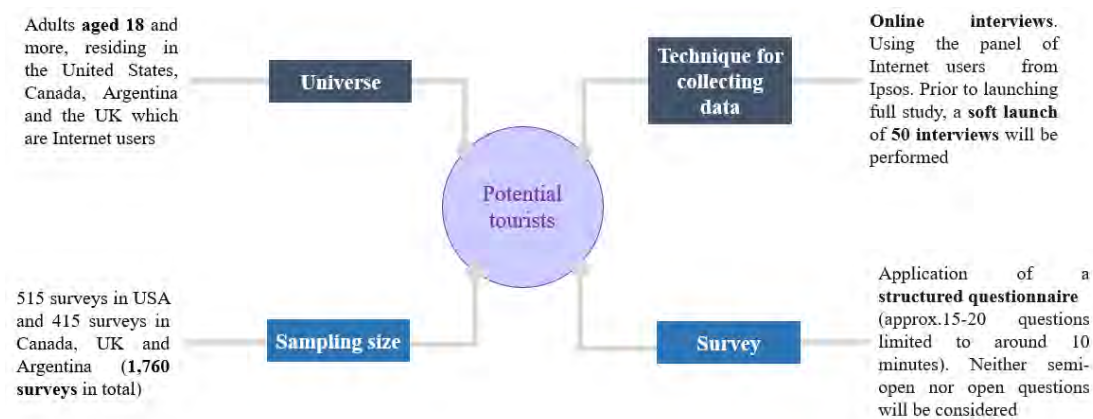 Adults aged 18 and
more, residing in
the United States,
Canada, Argentina
and the UK which
are Internet users
Universe
Technique for
collecting
data
Online interviews.
Using the panel of
Internet users from
Ipsos. Prior to launching
full study, a soft launch
of 50 interviews will be
performed
Potential
tourists
515 surveys in USA
and 415 surveys in
Canada, UK and
Argentina (1,760
surveys in total)
Sampling size
Survey
Application of a
structured questionnaire
(approx.15-20 questions
limited to around 10
minutes). Neither semi-
open nor open questions
will be considered